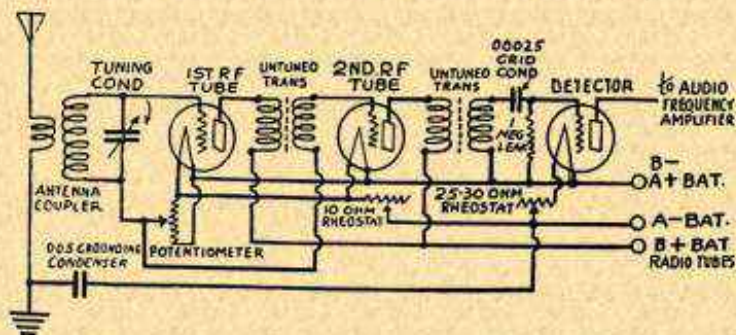 TUNING
COND
1ST RF
TUBE
UNTUNED
TRANS
2ND RF
TUBE
UNTUNED
TRANS
00025
GRID
COND
DETECTOR
TO AUDIO
FREQUENCY
AMPLIFIER
1
MEG
LEAK
ANTENNA
COUPLER
B-
A+ BAT.
10 OHM
RHEOSTAT
25-30 OHM
RHEOSTAT
A- BAT.
B+ BAT
RADIO TUBES
POTENTIOMETER
0.05 GROUNDING
CONDENSER